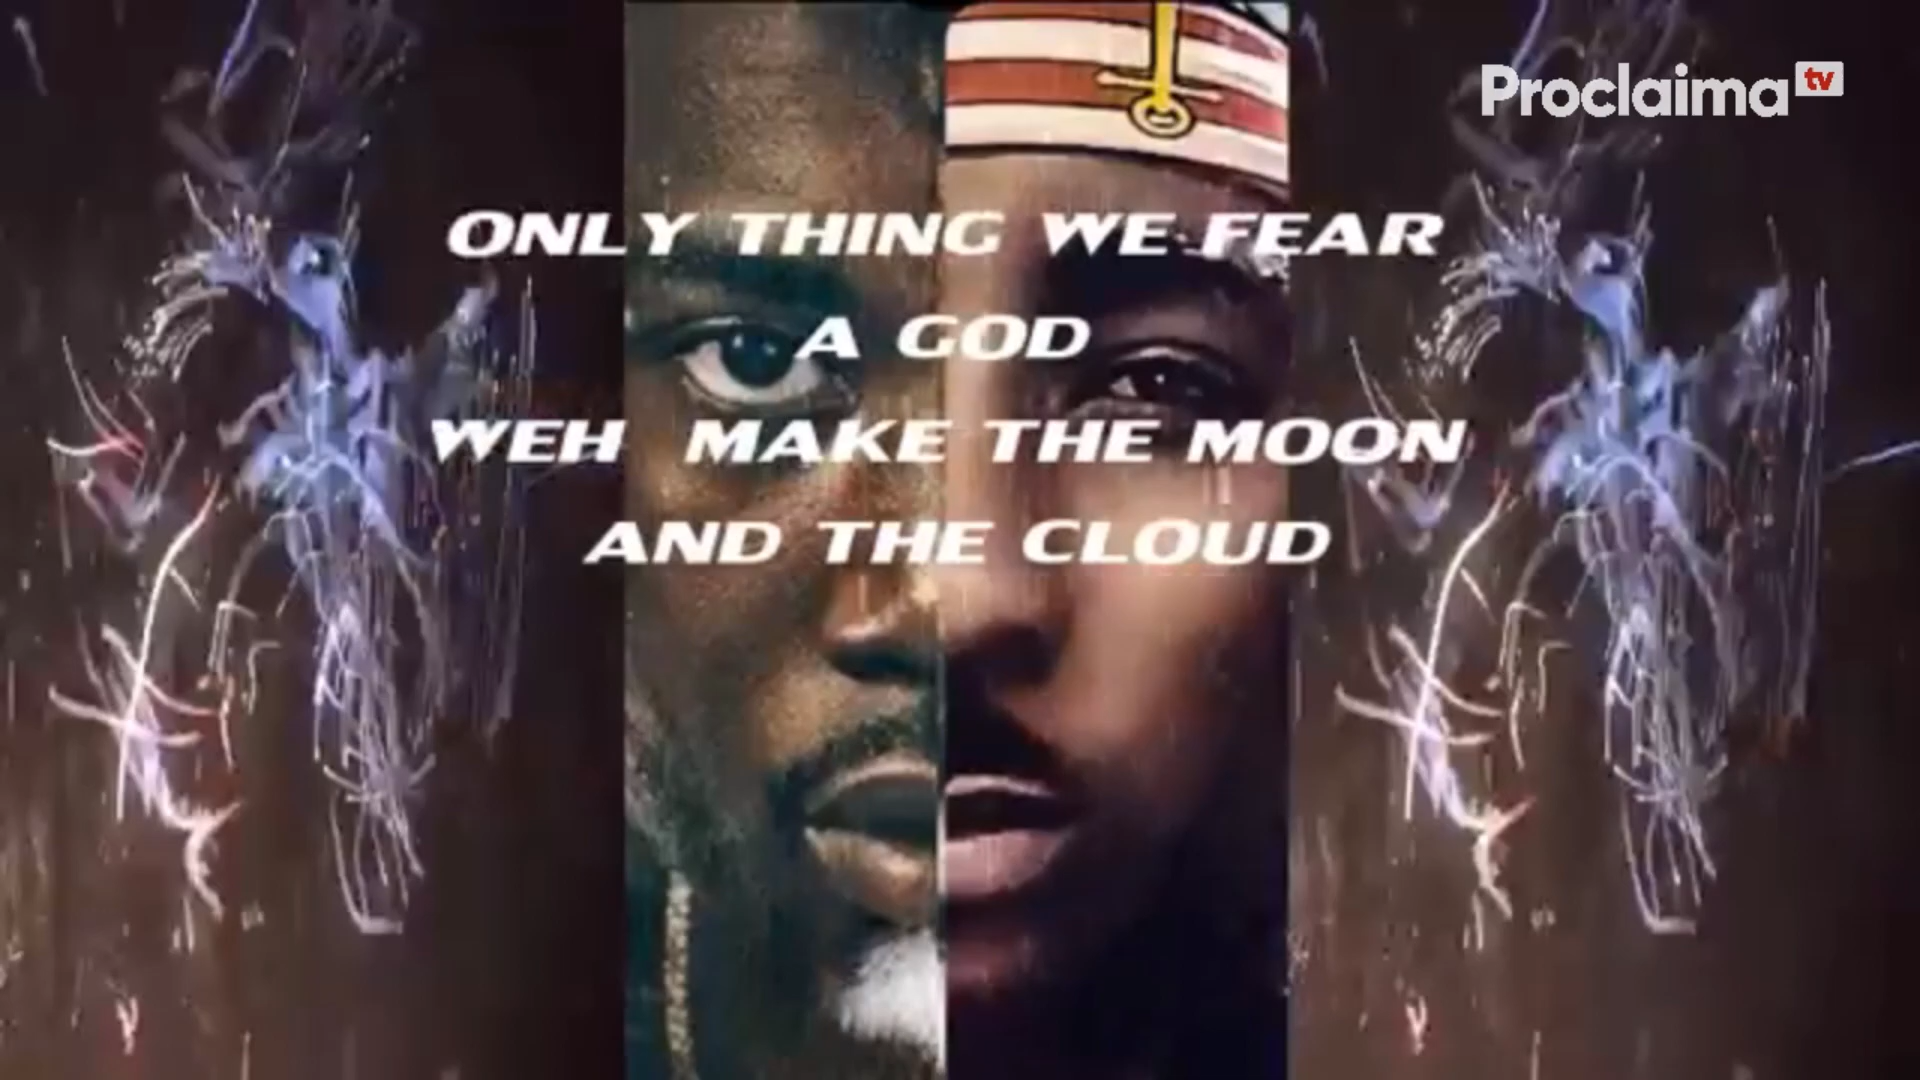 Proclaima tv
ONLY THING WE FEAR
A GOD
WEH MAKE THE MOON
AND THE CLOUD